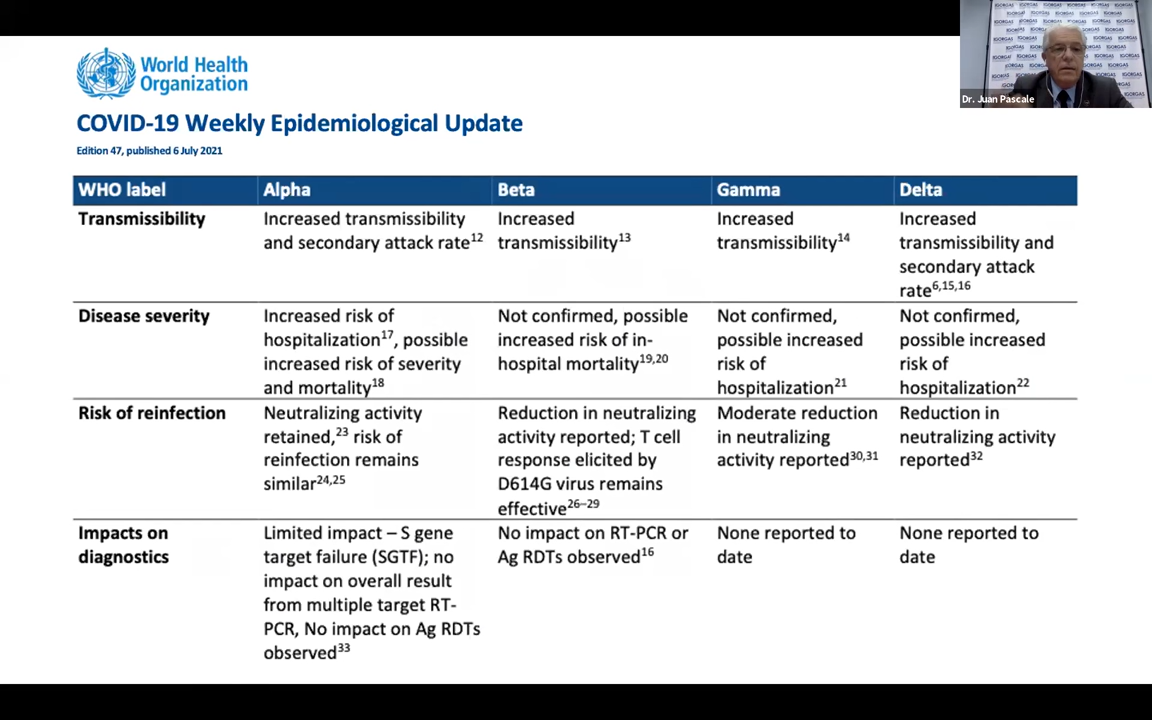 World Health
Organization
COVID-19 Weekly Epidemiological Update
Edition 47, published 6 July 2021
IGORGAS
Dr. Juan Pascale
WHO label
Alpha
Beta
Gamma
Delta
Transmissibility
Increased transmissibility
and secondary attack rate12
Increased
transmissibility13
Increased
transmissibility14
Increased
transmissibility and
secondary attack
rate6,15,16
Disease severity
Increased risk of
hospitalization17, possible
increased risk of severity
and mortality18
Not confirmed, possible
increased risk of in-
hospital mortality19,20
Not confirmed,
possible increased
risk of
hospitalization21
Not confirmed,
possible increased
risk of
hospitalization22
Risk of reinfection
Neutralizing activity
retained,23 risk of
reinfection remains
similar24,25
Reduction in neutralizing
activity reported; T cell
response elicited by
D614G virus remains
effective26–29
Moderate reduction
in neutralizing
activity reported30,31
Reduction in
neutralizing activity
reported32
Impacts on
diagnostics
Limited impact – S gene
target failure (SGTF); no
impact on overall result
from multiple target RT-
PCR, No impact on Ag RDTs
observed33
No impact on RT-PCR or
Ag RDTs observed16
None reported to
date
None reported to
date